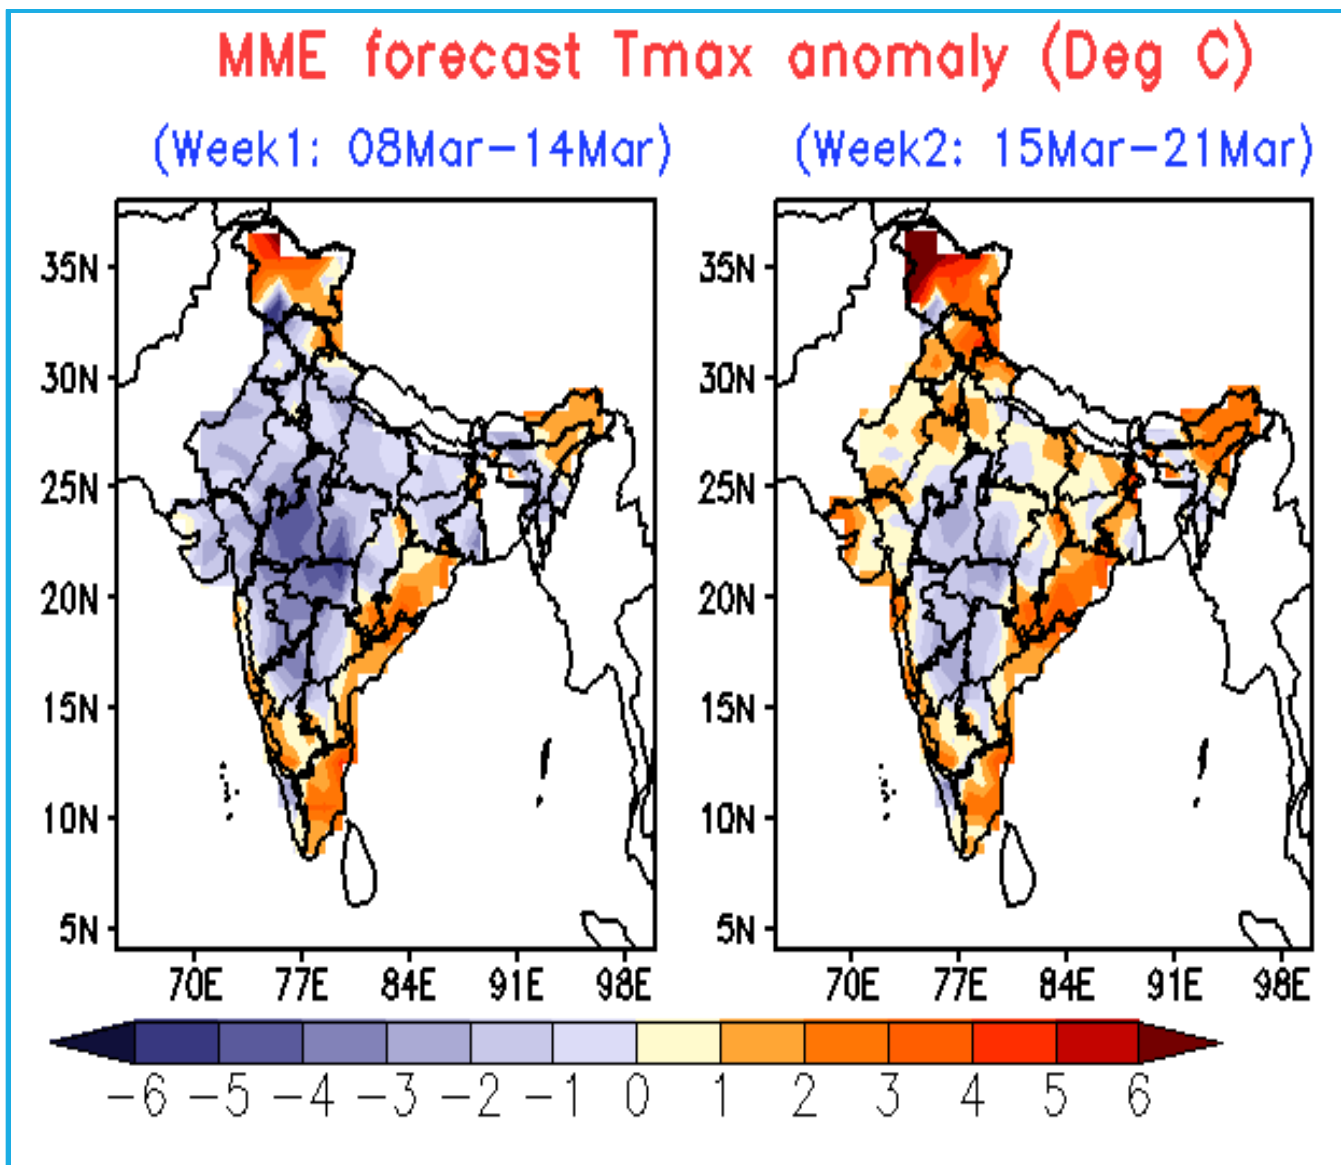 MME forecast Tmax anomaly (Deg C)
(Week1: 08Mar-14Mar) (Week2: 15Mar-21Mar)
35N 35N
30N 30N
25N 25N
20N 20N
15N 15N
10N 10N
5N 5N
70E 77E 84E 91E 98E 70E 77E 84E 91E 98E
-6 -5 -4 -3 -2 -1 0 1 2 3 4 5 6